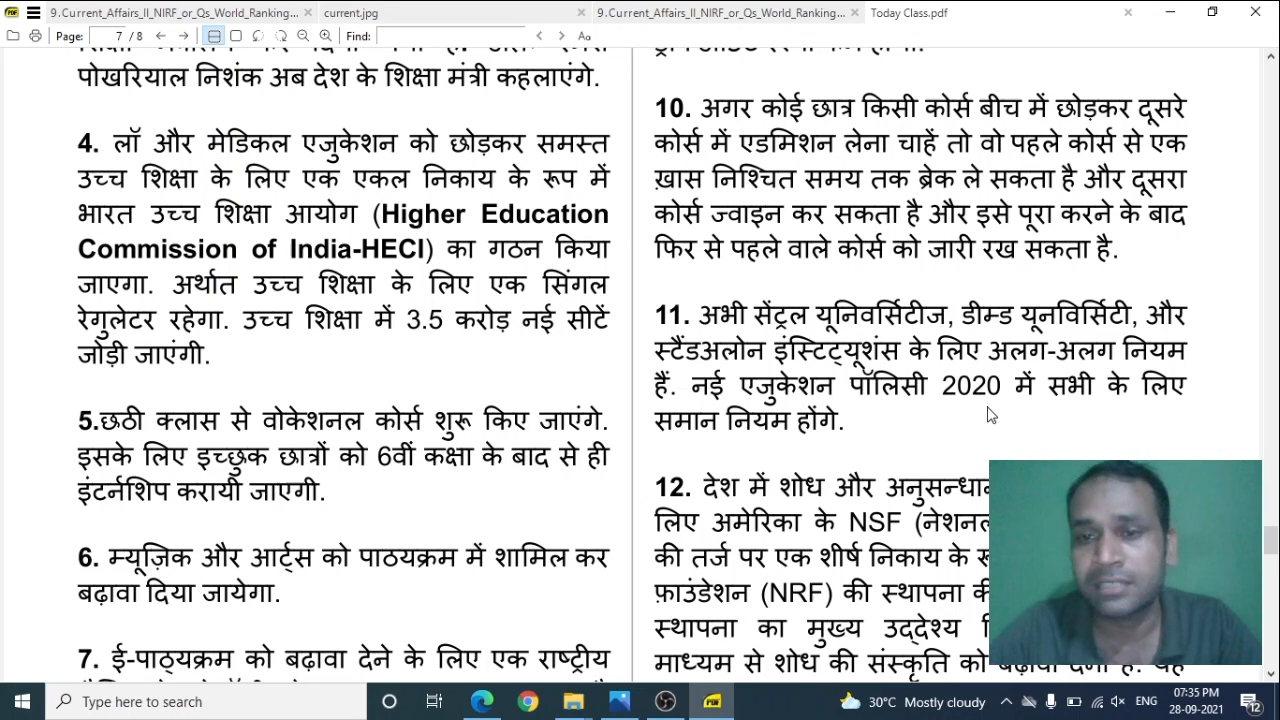 9.Current_Affairs_II_NIRF_or_Qs_World_Ranking...
current.jpg
9.Current_Affairs_II_NIRF_or_Qs_World_Ranking...
Today Class.pdf
Page: 7 / 8
Find:
पोखरियाल निशंक अब देश के शिक्षा मंत्री कहलाएंगे.
4. लॉ और मेडिकल एजुकेशन को छोड़कर समस्त
उच्च शिक्षा के लिए एक एकल निकाय के रूप में
भारत उच्च शिक्षा आयोग (Higher Education
Commission of India-HECI) का गठन किया
जाएगा. अर्थात उच्च शिक्षा के लिए एक सिंगल
रेगुलेटर रहेगा. उच्च शिक्षा में 3.5 करोड़ नई सीटें
जोड़ी जाएंगी.
5.छठी क्लास से वोकेशनल कोर्स शुरू किए जाएंगे.
इसके लिए इच्छुक छात्रों को 6वीं कक्षा के बाद से ही
इंटर्नशिप करायी जाएगी.
6. म्यूज़िक और आर्ट्स को पाठयक्रम में शामिल कर
बढ़ावा दिया जायेगा.
7. ई-पाठ्यक्रम को बढ़ावा देने के लिए एक राष्ट्रीय
10. अगर कोई छात्र किसी कोर्स बीच में छोड़कर दूसरे
कोर्स में एडमिशन लेना चाहें तो वो पहले कोर्स से एक
ख़ास निश्चित समय तक ब्रेक ले सकता है और दूसरा
कोर्स ज्वाइन कर सकता है और इसे पूरा करने के बाद
फिर से पहले वाले कोर्स को जारी रख सकता है.
11. अभी सेंट्रल यूनिवर्सिटीज, डीम्ड यूनविर्सिटी, और
स्टैंडअलोन इंस्टिट्यूशंस के लिए अलग-अलग नियम
हैं. नई एजुकेशन पॉलिसी 2020 में सभी के लिए
समान नियम होंगे.
12. देश में शोध और अनुसन्धान
लिए अमेरिका के NSF (नेशनल
की तर्ज पर एक शीर्ष निकाय के
फ़ाउंडेशन (NRF) की स्थापना
स्थापना का मुख्य उद्देश्य
माध्यम से शोध की संस्कृति को बढ़ावा देना है. यह
Type here to search
30°C Mostly cloudy
ENG
07:35 PM
28-09-2021
12